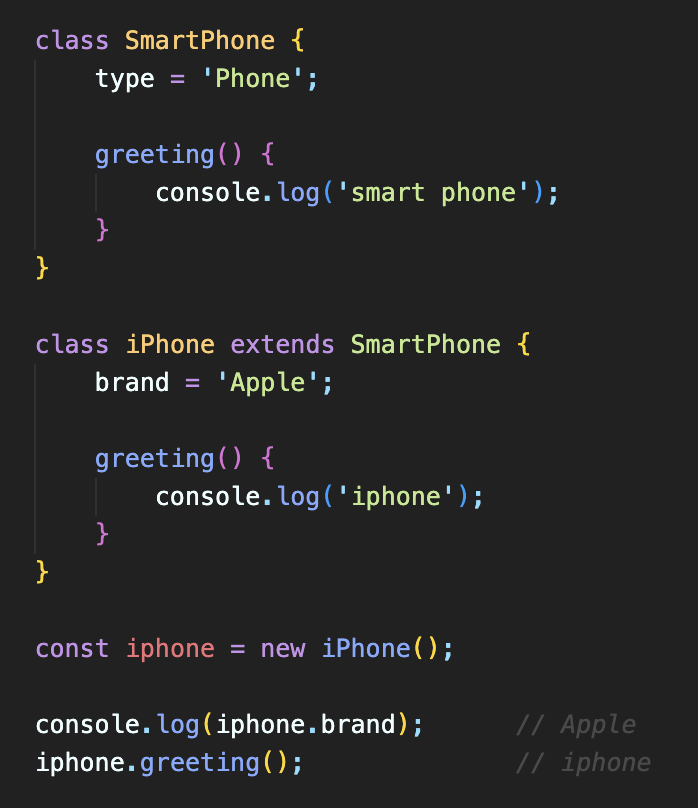 class SmartPhone {
    type = 'Phone';

    greeting() {
        console.log('smart phone');
    }
}

class iPhone extends SmartPhone {
    brand = 'Apple';

    greeting() {
        console.log('iphone');
    }
}

const iphone = new iPhone();

console.log(iphone.brand);      // Apple
iphone.greeting();              // iphone